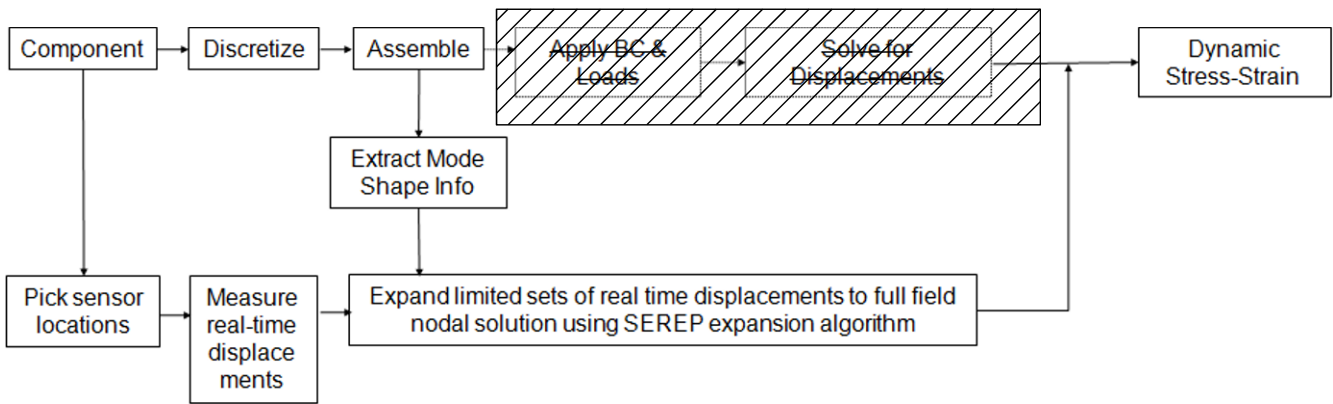 Component
Discretize
Assemble
Apply BC &
Loads
Solve for
Displacements
Dynamic
Stress-Strain
Extract Mode
Shape Info
Pick sensor
locations
Measure
real-time
displace
ments
Expand limited sets of real time displacements to full field
nodal solution using SEREP expansion algorithm